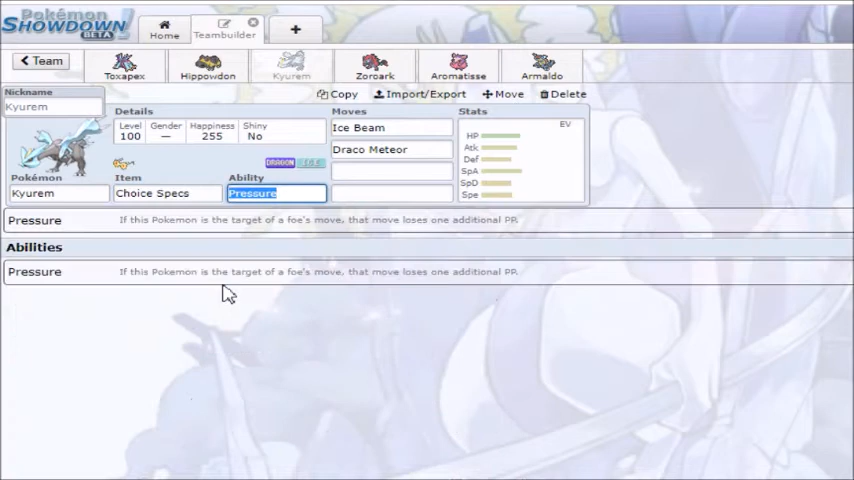 Pokémon
SHOWDOWN!
BETA
Home
Teambuilder
+
Team
Toxapex
Hippowdon
Kyurem
Zoroark
Aromatisse
Armaldo
Copy
Import/Export
Move
Delete
Nickname
Kyurem
Details
Level
100
Gender
—
Happiness
255
Shiny
No
Moves
Ice Beam
Draco Meteor
Stats
EV
HP
Atk
Def
SpA
SpD
Spe
DRAGON
ICE
Pokémon
Kyurem
Item
Choice Specs
Ability
Pressure
Pressure If this Pokemon is the target of a foe's move, that move loses one additional PP.
Abilities
Pressure If this Pokemon is the target of a foe's move, that move loses one additional PP.